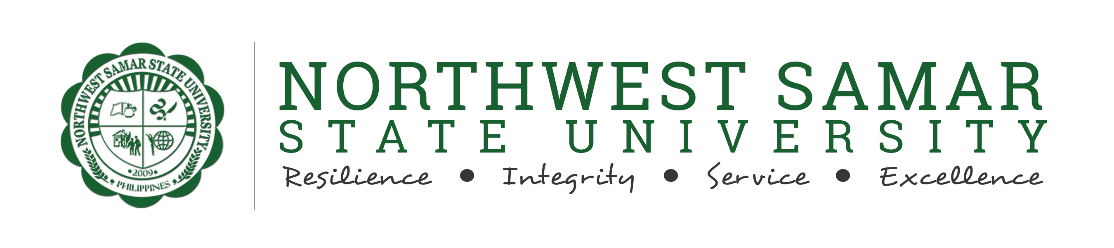 NORTHWEST SAMAR STATE UNIVERSITY
• 2009 •
• PHILIPPINES •
NORTHWEST SAMAR
STATE UNIVERSITY
Resilience • Integrity • Service • Excellence